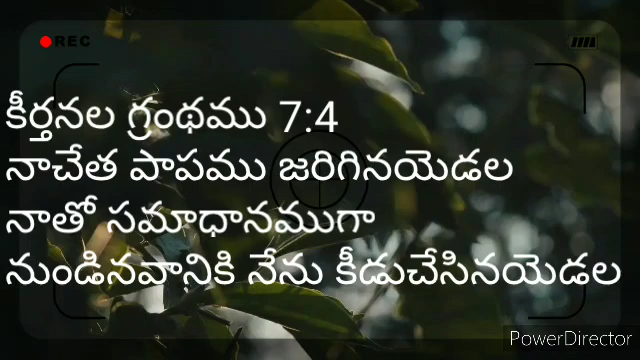 REC
కీర్తనల గ్రంథము 7:4
నాచేత పాపము జరిగినయెడల
నాతో సమాధానముగా
నుండినవానికి నేను కీడుచేసినయెడల
PowerDirector